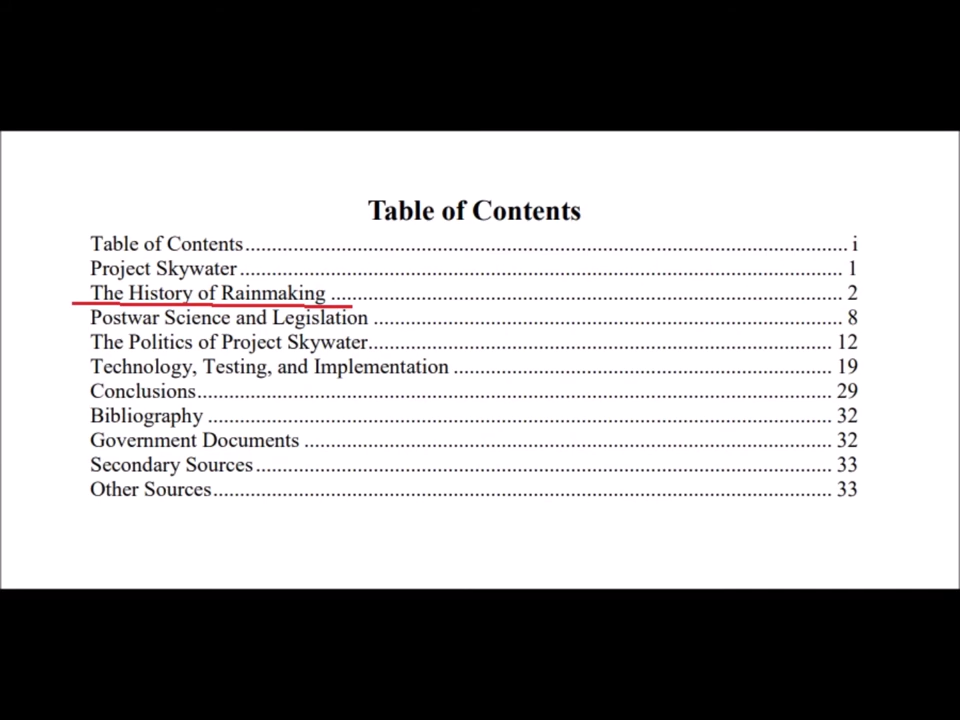 Table of Contents
Table of Contents.................................................................................................................. i
Project Skywater................................................................................................................... 1
The History of Rainmaking ................................................................................................. 2
Postwar Science and Legislation ......................................................................................... 8
The Politics of Project Skywater........................................................................................ 12
Technology, Testing, and Implementation ........................................................................ 19
Conclusions........................................................................................................................ 29
Bibliography ...................................................................................................................... 32
Government Documents .................................................................................................... 32
Secondary Sources ............................................................................................................. 33
Other Sources..................................................................................................................... 33